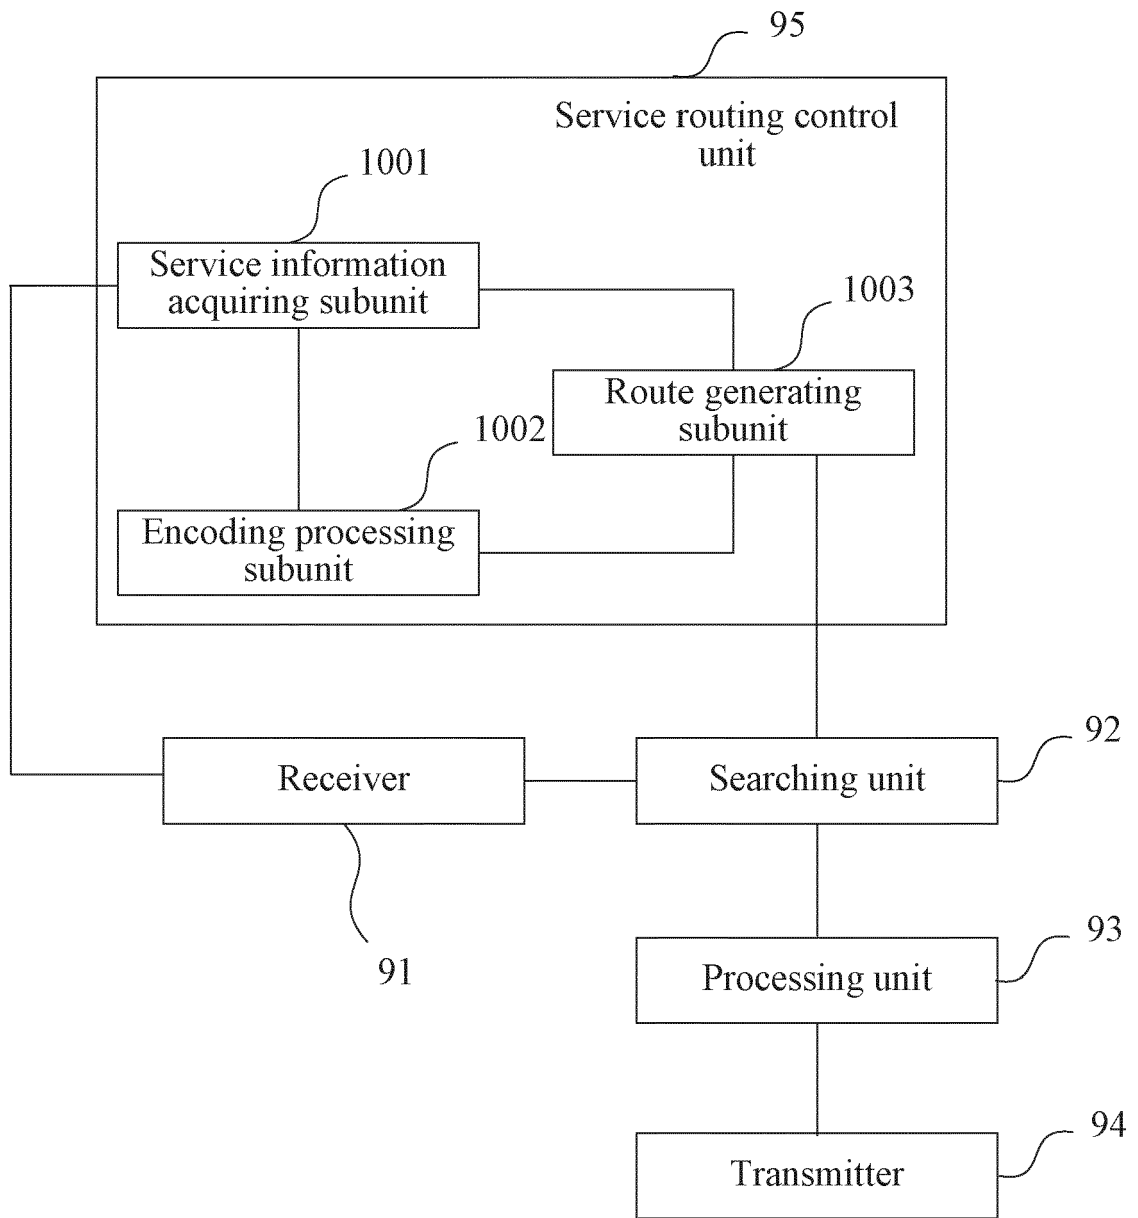 95
Service routing control
unit
1001
Service information
acquiring subunit
1003
Route generating
subunit
1002
Encoding processing
subunit
92
Receiver
Searching unit
91
93
Processing unit
94
Transmitter